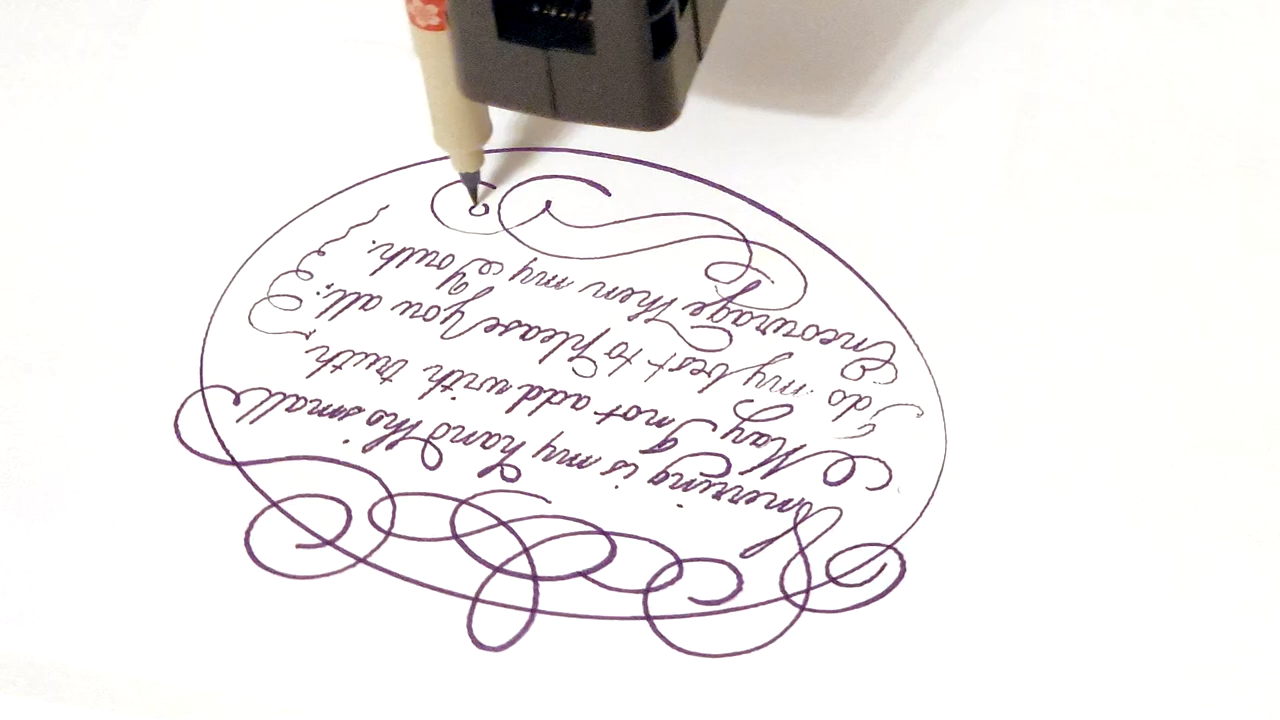 Unerring is my hand tho small
May I not add with truth
I do my best to please you all;
Encourage then my Youth.